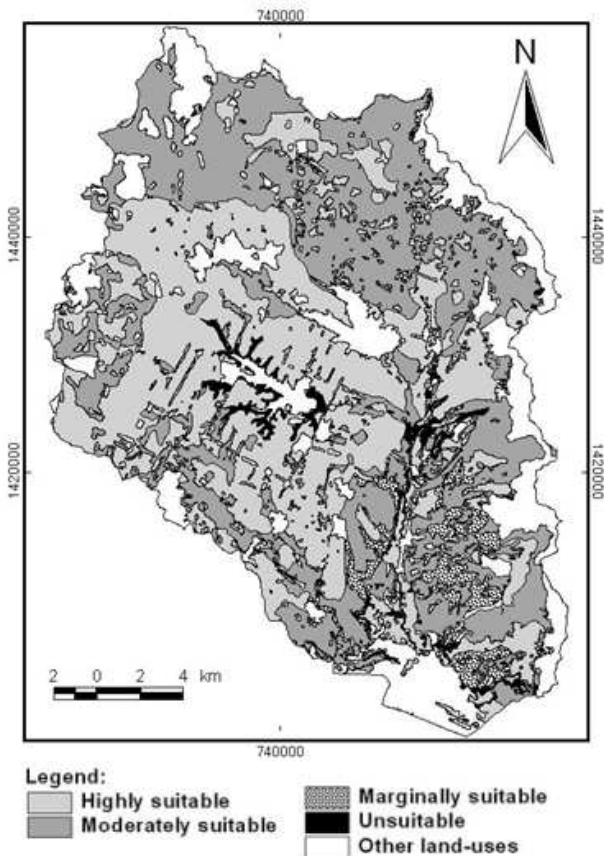 740000
N
1440000
1440000
1420000
1420000
2 0 2 4 km
740000
Legend:
Highly suitable
Moderately suitable
Marginally suitable
Unsuitable
Other land-uses